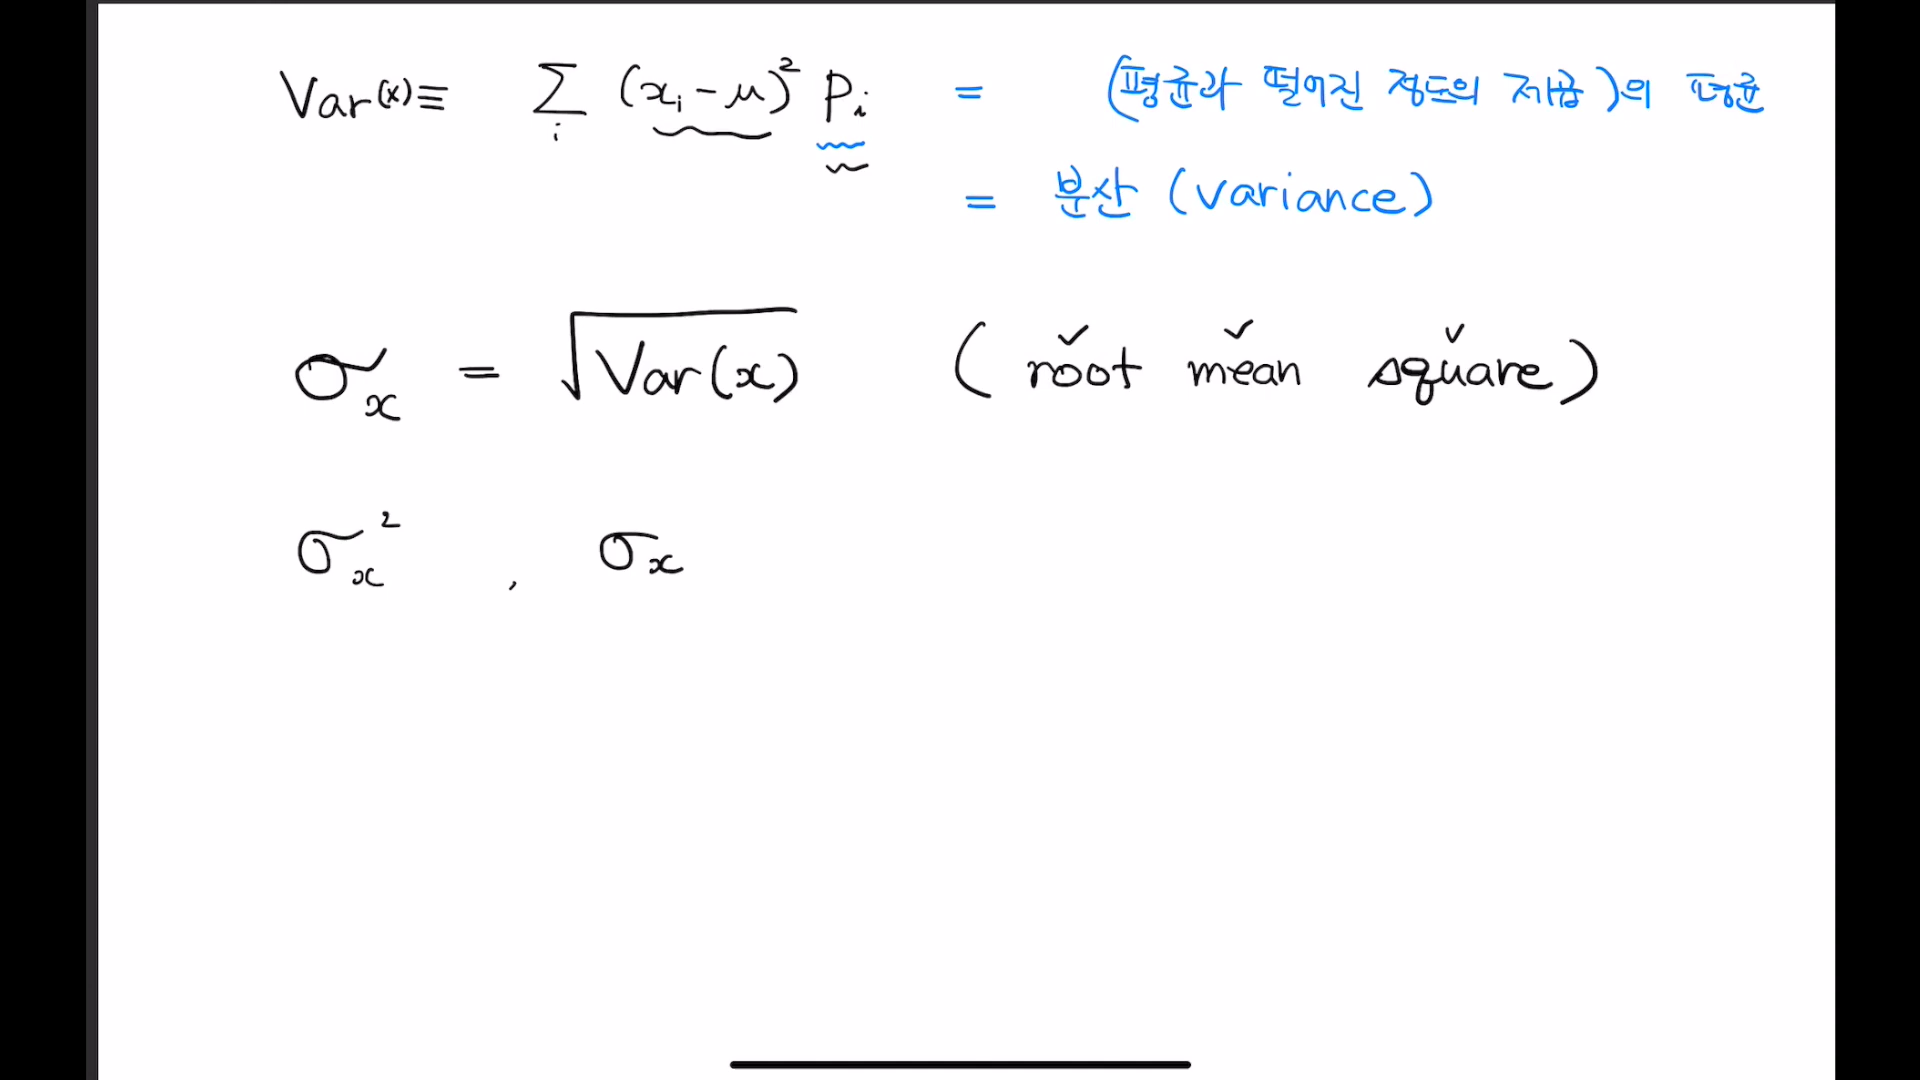 Var(x) ≡ Σ_i (x_i - μ)² P_i = (평균과 떨어진 정도의 제곱)의 평균
= 분산 (variance)
σ_x = √Var(x) (root mean square)
σ_x² , σ_x